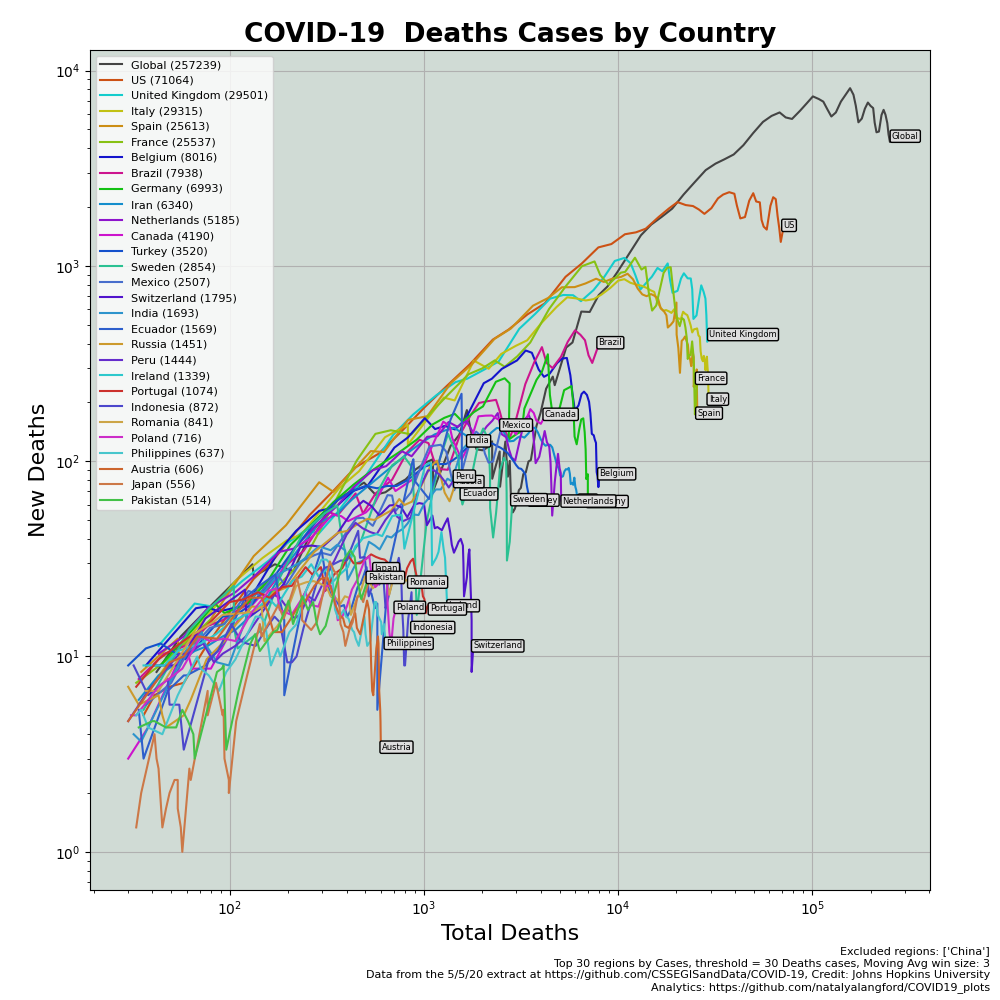 COVID-19  Deaths Cases by Country
Global (257239)
US (71064)
United Kingdom (29501)
Italy (29315)
Spain (25613)
France (25537)
Belgium (8016)
Brazil (7938)
Germany (6993)
Iran (6340)
Netherlands (5185)
Canada (4190)
Turkey (3520)
Sweden (2854)
Mexico (2507)
Switzerland (1795)
India (1693)
Ecuador (1569)
Russia (1451)
Peru (1444)
Ireland (1339)
Portugal (1074)
Indonesia (872)
Romania (841)
Poland (716)
Philippines (637)
Austria (606)
Japan (556)
Pakistan (514)
New Deaths
10⁴
10³
10²
10¹
10⁰
Global
US
United Kingdom
Brazil
France
Italy
Spain
Canada
Mexico
India
Belgium
Peru
Ecuador
Sweden
Netherlands
Japan
Pakistan
Romania
Poland
Portugal
Indonesia
Philippines
Switzerland
Austria
10²
10³
10⁴
10⁵
Total Deaths
Excluded regions: ['China']
Top 30 regions by Cases, threshold = 30 Deaths cases, Moving Avg win size: 3
Data from the 5/5/20 extract at https://github.com/CSSEGISandData/COVID-19, Credit: Johns Hopkins University
Analytics: https://github.com/natalyalangford/COVID19_plots